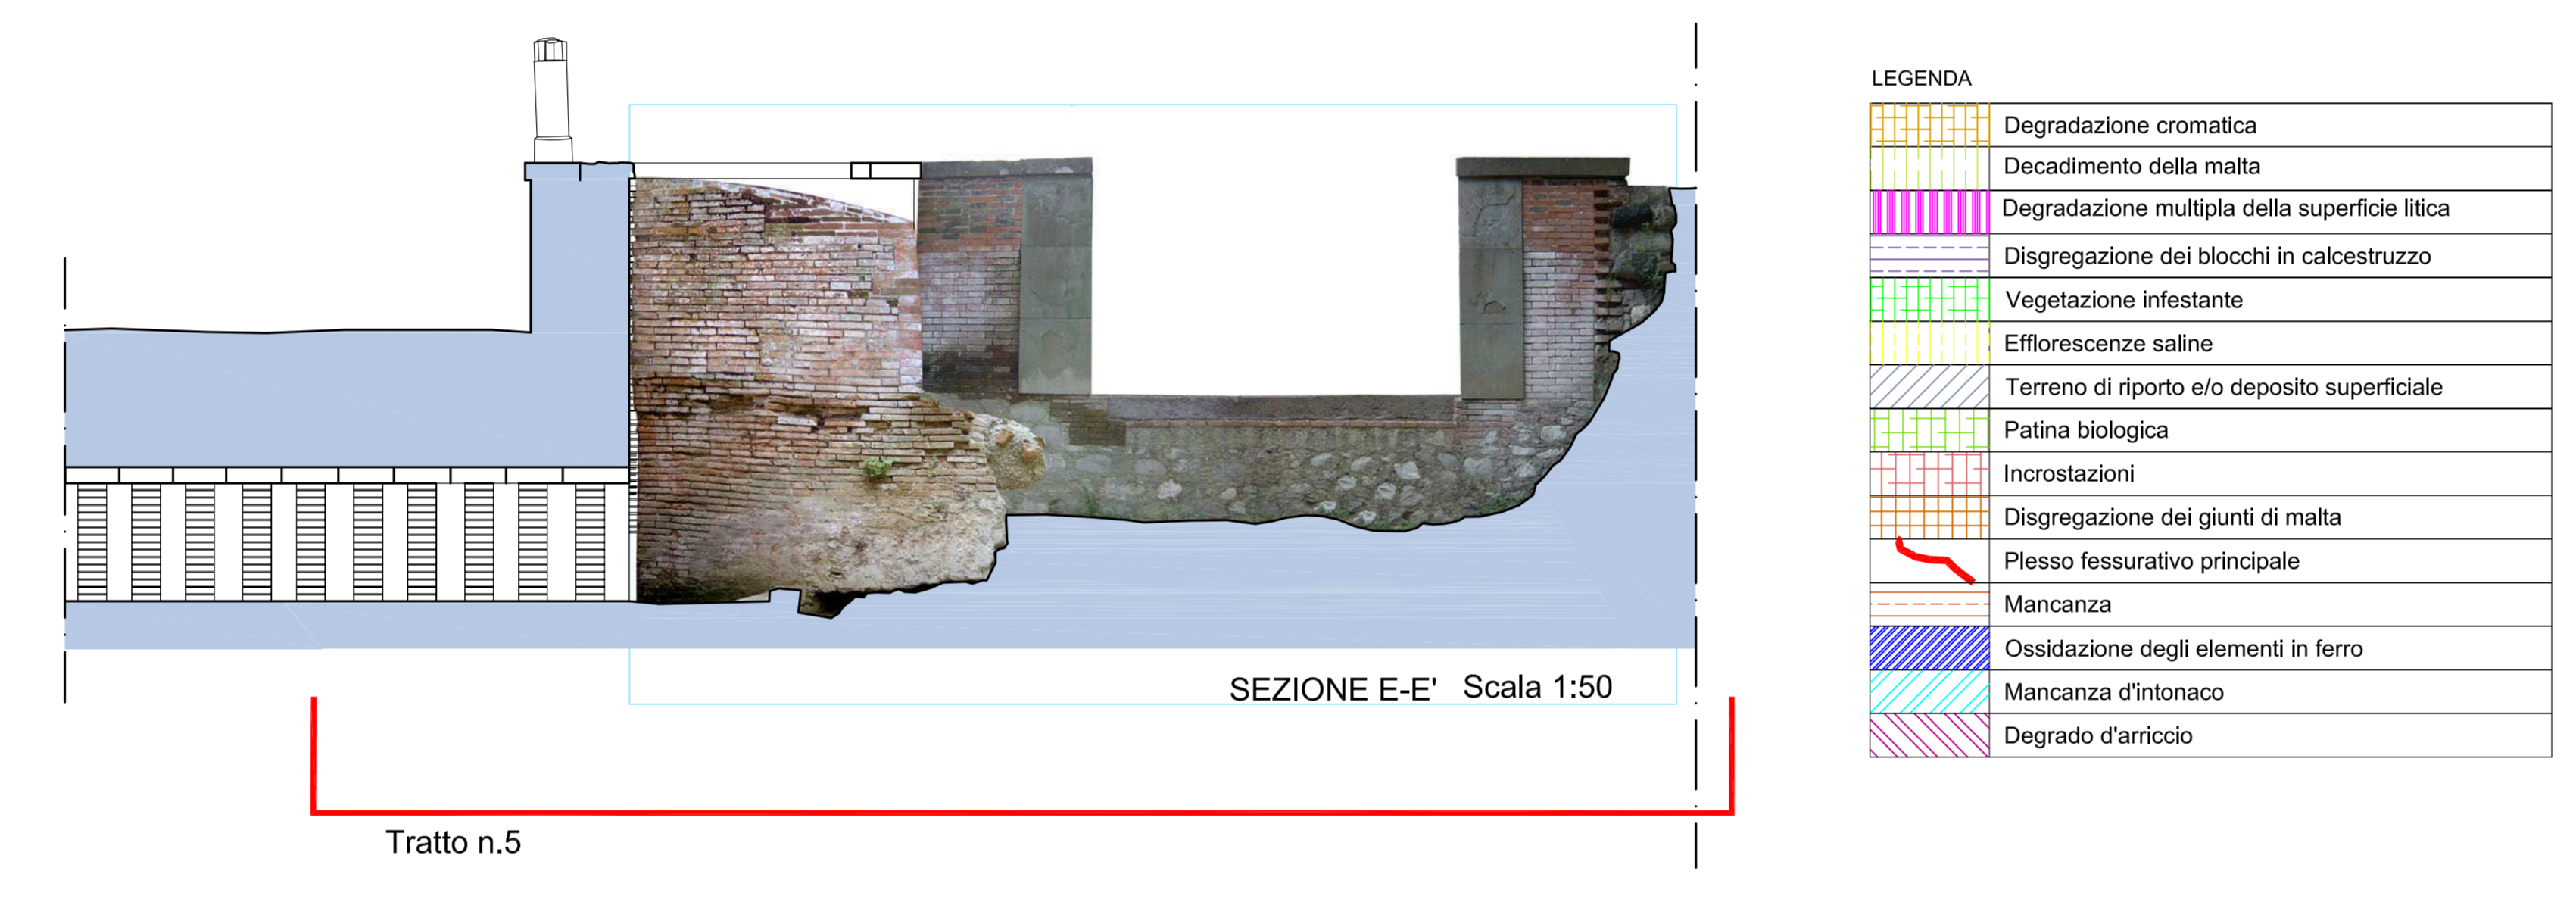 LEGENDA
Degradazione cromatica
Decadimento della malta
Degradazione multipla della superficie litica
Disgregazione dei blocchi in calcestruzzo
Vegetazione infestante
Efflorescenze saline
Terreno di riporto e/o deposito superficiale
Patina biologica
Incrostazioni
Disgregazione dei giunti di malta
Plesso fessurativo principale
Mancanza
Ossidazione degli elementi in ferro
Mancanza d'intonaco
Degrado d'arriccio
SEZIONE E-E' Scala 1:50
Tratto n.5